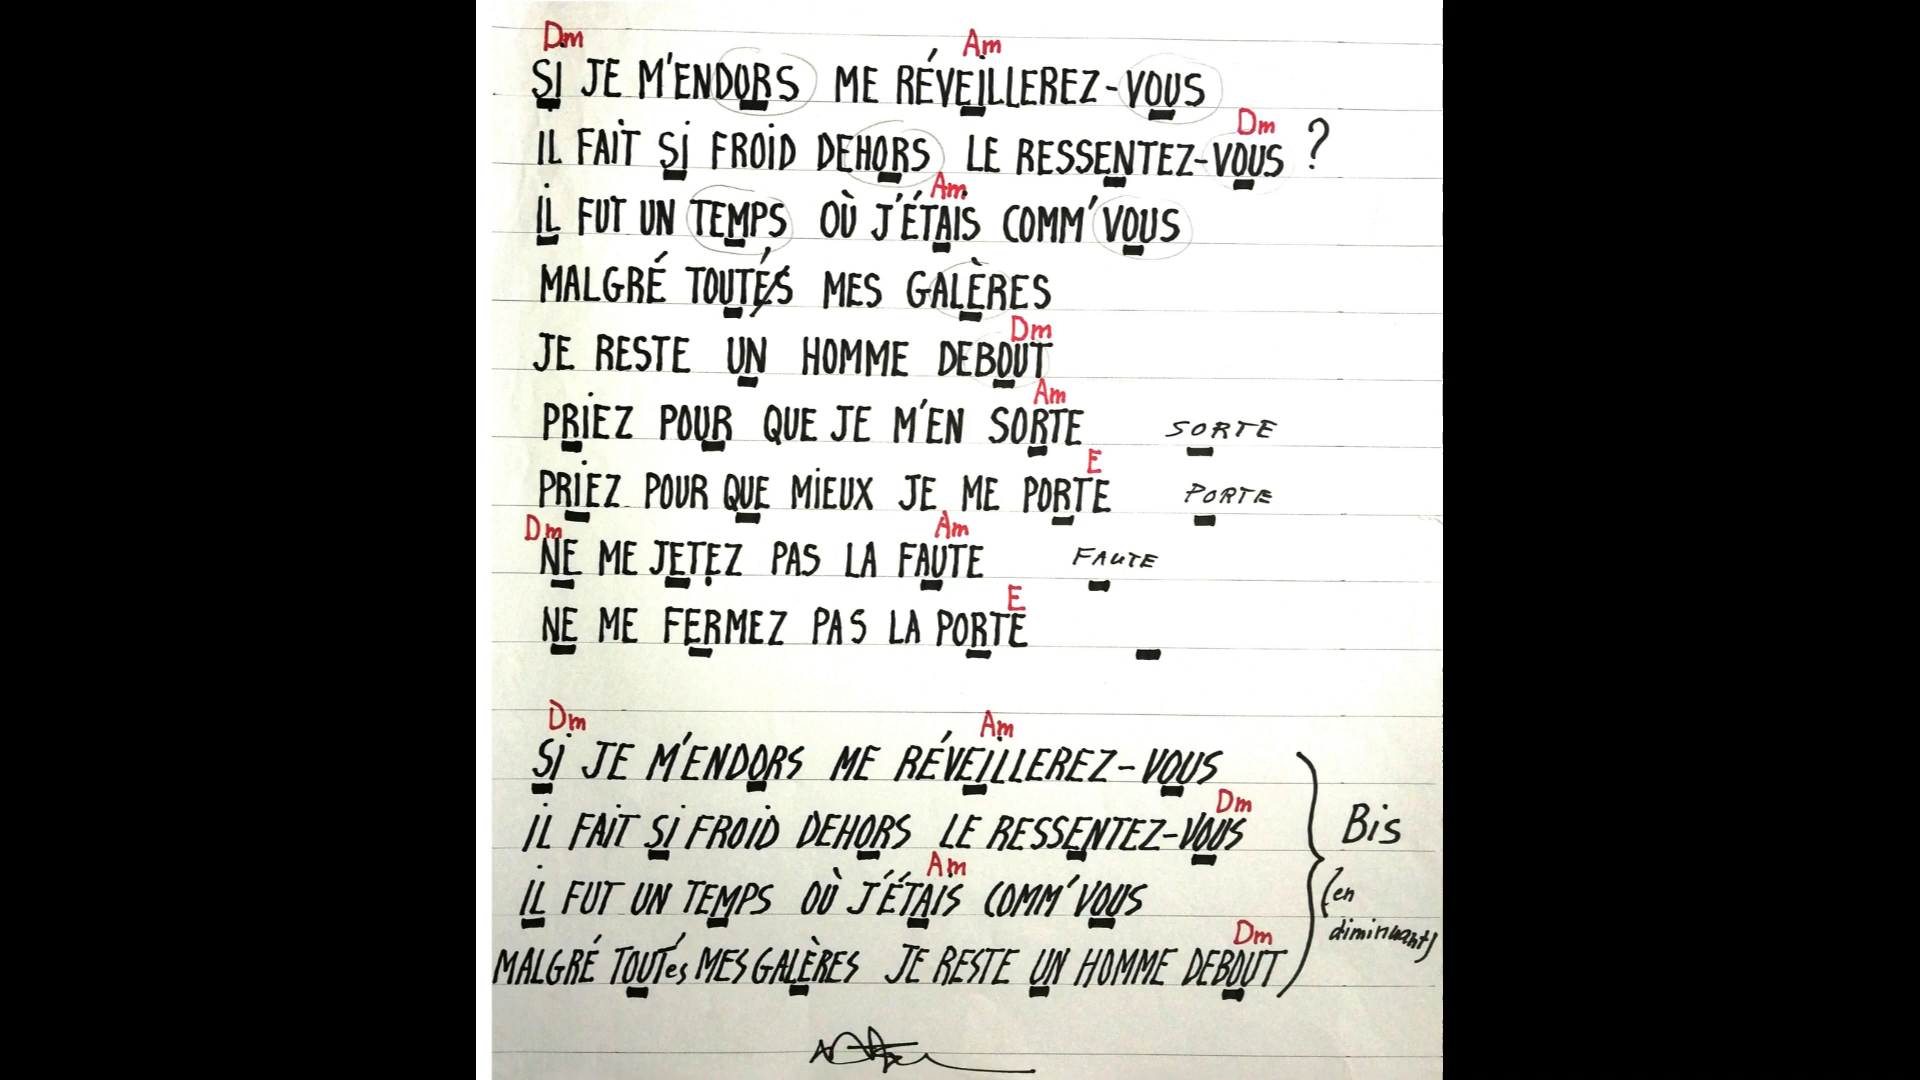 Dm Am
SI JE M'ENDORS ME RÉVEILLEREZ-VOUS
Dm
IL FAIT SI FROID DEHORS LE RESSENTEZ-VOUS ?
Am
IL FUT UN TEMPS OÙ J'ÉTAIS COMM'VOUS
MALGRÉ TOUTÉS MES GALÈRES
Dm
JE RESTE UN HOMME DEBOUT
Am
PRIEZ POUR QUE JE M'EN SORTE SORTE
E
PRIEZ POUR QUE MIEUX JE ME PORTE PORTE
Dm Am
NE ME JETEZ PAS LA FAUTE FAUTE
E
NE ME FERMEZ PAS LA PORTE
Dm Am
SI JE M'ENDORS ME RÉVEILLEREZ-VOUS
Dm
IL FAIT SI FROID DEHORS LE RESSENTEZ-VOUS Bis
Am
IL FUT UN TEMPS OÙ J'ÉTAIS COMM'VOUS (en
diminuant)
Dm
MALGRÉ TOUTés MES GALÈRES JE RESTE UN HOMME DEBOUT